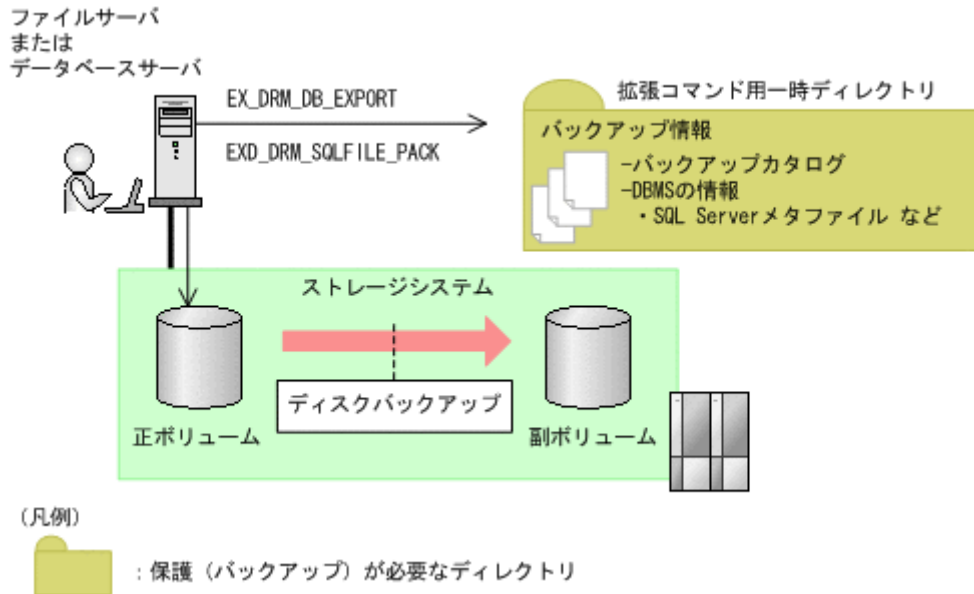 ファイルサーバ
または
データベースサーバ
EX_DRM_DB_EXPORT
EXD_DRM_SQLFILE_PACK
拡張コマンド用一時ディレクトリ
バックアップ情報
-バックアップカタログ
-DBMSの情報
・SQL Serverメタファイル など
ストレージシステム
ディスクバックアップ
正ボリューム
副ボリューム
(凡例)
:保護(バックアップ)が必要なディレクトリ